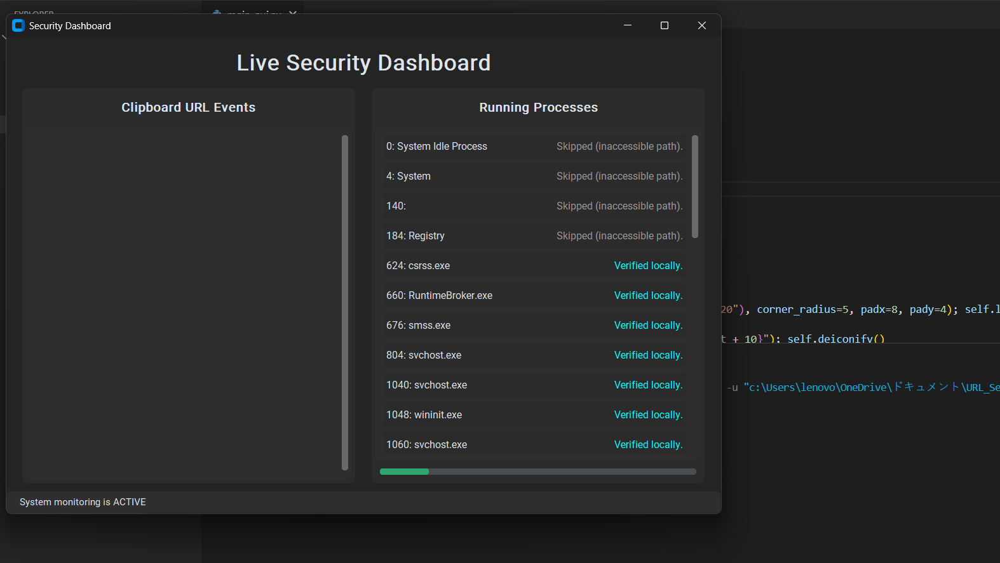 EXPLORER
main_gui.py
Security Dashboard
Live Security Dashboard
Clipboard URL Events
Running Processes
0: System Idle Process Skipped (inaccessible path).
4: System Skipped (inaccessible path).
140: Skipped (inaccessible path).
184: Registry Skipped (inaccessible path).
624: csrss.exe Verified locally.
660: RuntimeBroker.exe Verified locally.
676: smss.exe Verified locally.
804: svchost.exe Verified locally.
1040: svchost.exe Verified locally.
1048: wininit.exe Verified locally.
1060: svchost.exe Verified locally.
System monitoring is ACTIVE
20"), corner_radius=5, padx=8, pady=4); self.l
t + 10}"); self.deiconify()
-u "c:\Users\lenovo\OneDrive\ドキュメント\URL_Se